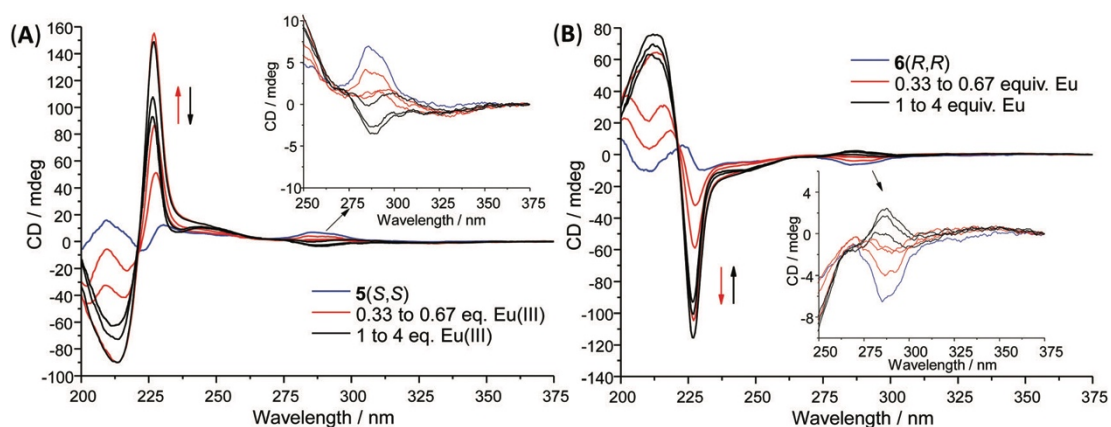 (A)
CD / mdeg
160
140
120
100
80
60
40
20
0
-20
-40
-60
-80
-100
200 225 250 275 300 325 350 375
Wavelength / nm
5(S,S)
0.33 to 0.67 eq. Eu(III)
1 to 4 eq. Eu(III)
CD / mdeg
10
5
0
-5
-10
250 275 300 325 350 375
Wavelength / nm
(B)
CD / mdeg
80
60
40
20
0
-20
-40
-60
-80
-100
-120
-140
200 225 250 275 300 325 350 375
Wavelength / nm
6(R,R)
0.33 to 0.67 equiv. Eu
1 to 4 equiv. Eu
CD / mdeg
4
2
0
-2
-4
-8
250 275 300 325 350 375
Wavelength / nm